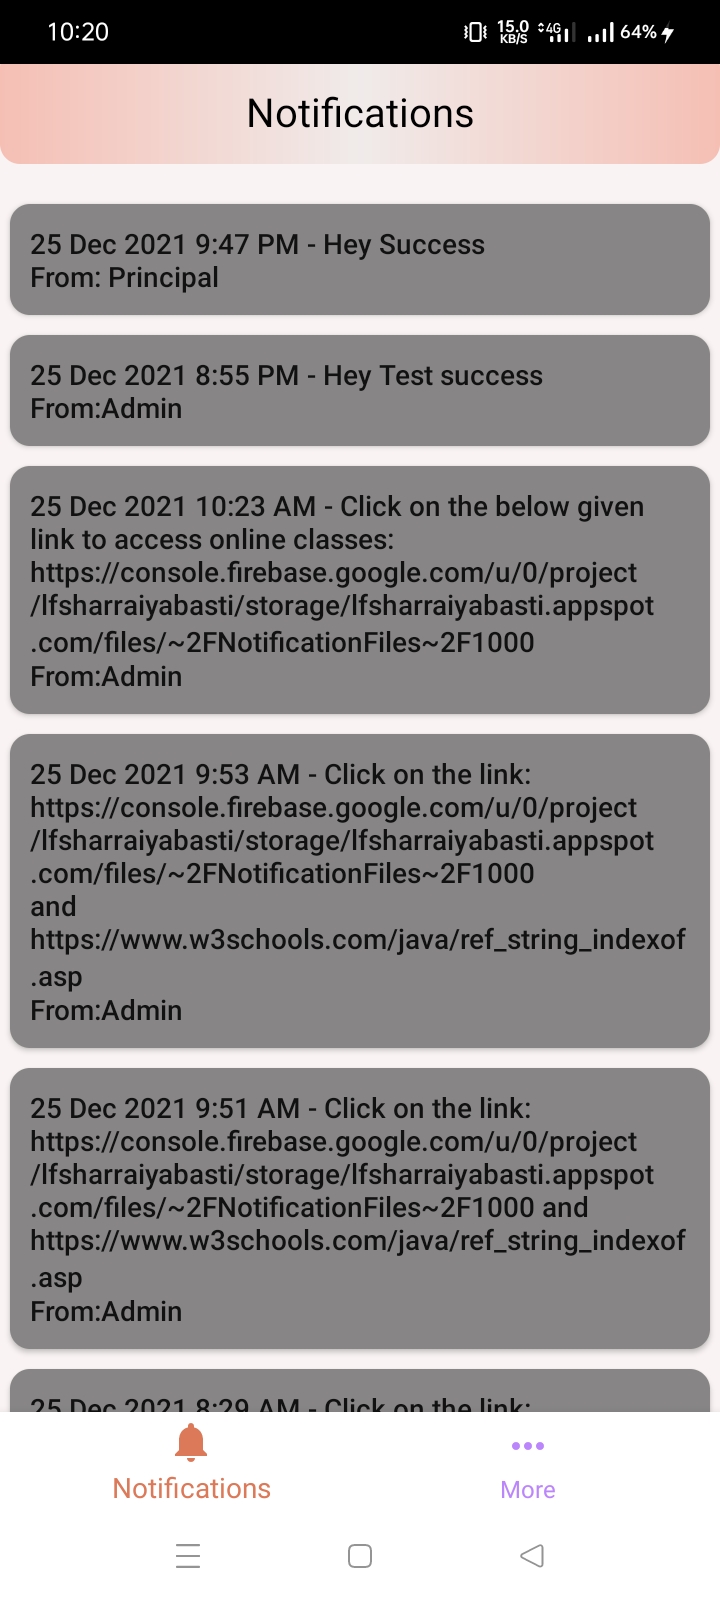 10:20
15.0
KB/S
4G
64%
Notifications
25 Dec 2021 9:47 PM - Hey Success
From: Principal
25 Dec 2021 8:55 PM - Hey Test success
From:Admin
25 Dec 2021 10:23 AM - Click on the below given
link to access online classes:
https://console.firebase.google.com/u/0/project
/lfsharraiyabasti/storage/lfsharraiyabasti.appspot
.com/files/~2FNotificationFiles~2F1000
From:Admin
25 Dec 2021 9:53 AM - Click on the link:
https://console.firebase.google.com/u/0/project
/lfsharraiyabasti/storage/lfsharraiyabasti.appspot
.com/files/~2FNotificationFiles~2F1000
and
https://www.w3schools.com/java/ref_string_indexof
.asp
From:Admin
25 Dec 2021 9:51 AM - Click on the link:
https://console.firebase.google.com/u/0/project
/lfsharraiyabasti/storage/lfsharraiyabasti.appspot
.com/files/~2FNotificationFiles~2F1000 and
https://www.w3schools.com/java/ref_string_indexof
.asp
From:Admin
25 Dec 2021 8:29 AM - Click on the link:
Notifications
More